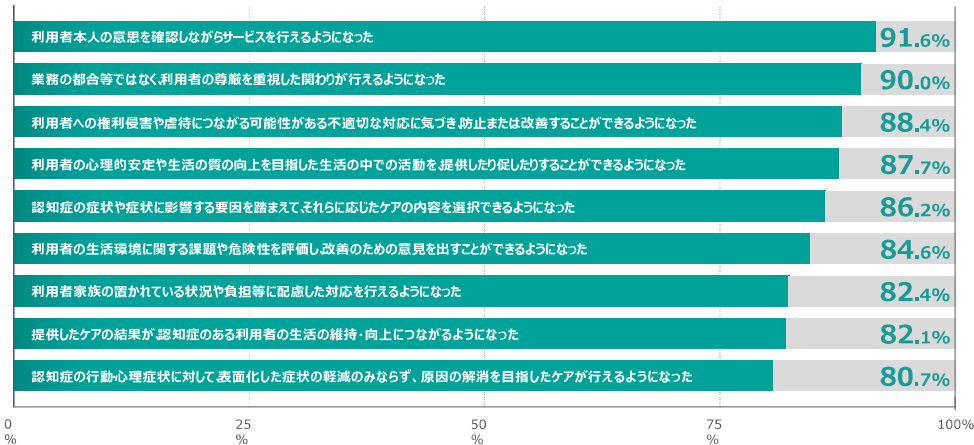 利用者本人の意思を確認しながらサービスを行えるようになった
91.6%
業務の都合等ではなく、利用者の尊厳を重視した関わりが行えるようになった
90.0%
利用者への権利侵害や虐待につながる可能性がある不適切な対応に気づき、防止または改善することができるようになった
88.4%
利用者の心理的安定や生活の質の向上を目指した生活の中での活動を、提供したり促したりすることができるようになった
87.7%
認知症の症状や症状に影響する要因を踏まえて、それらに応じたケアの内容を選択できるようになった
86.2%
利用者の生活環境に関する課題や危険性を評価し、改善のための意見を出すことができるようになった
84.6%
利用者家族の置かれている状況や負担等に配慮した対応を行えるようになった
82.4%
提供したケアの結果が、認知症のある利用者の生活の維持・向上につながるようになった
82.1%
認知症の行動・心理症状に対して、表面化した症状の軽減のみならず、原因の解消を目指したケアが行えるようになった
80.7%
0
%
25
%
50
%
75
%
100%